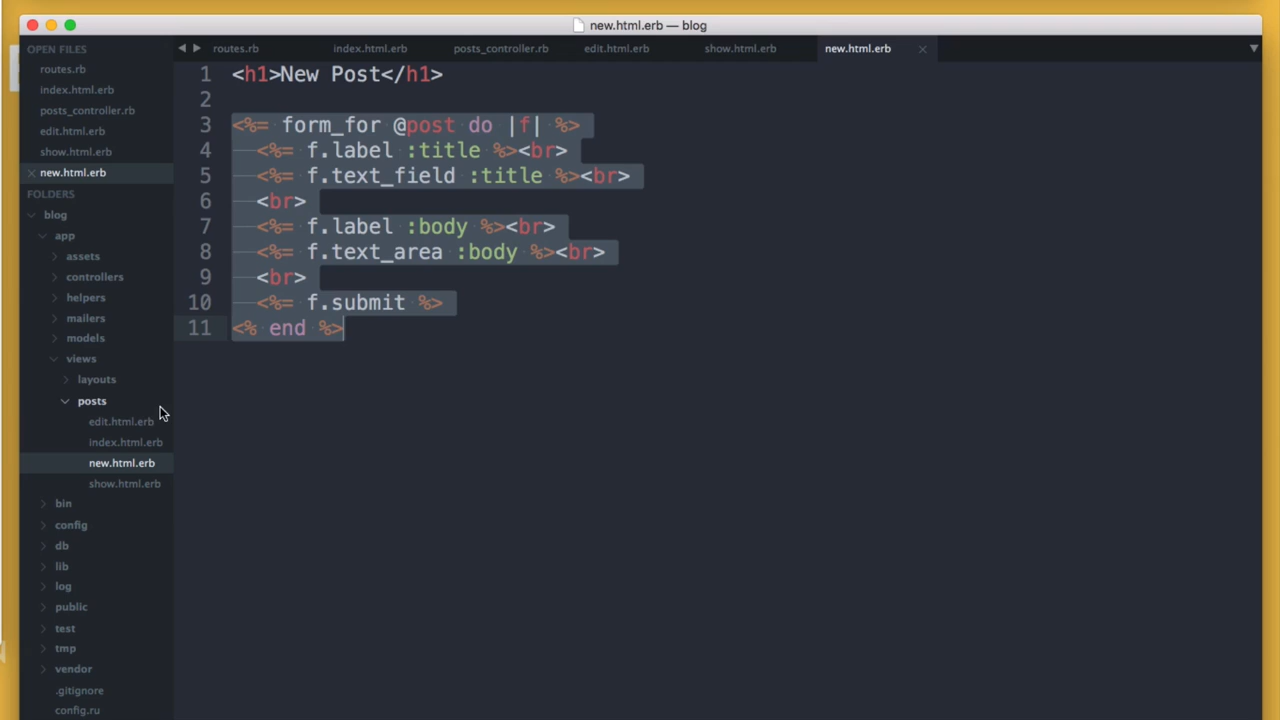 new.html.erb — blog
OPEN FILES
routes.rb
index.html.erb
posts_controller.rb
edit.html.erb
show.html.erb
new.html.erb
FOLDERS
blog
app
assets
controllers
helpers
mailers
models
views
layouts
posts
edit.html.erb
index.html.erb
new.html.erb
show.html.erb
bin
config
db
lib
log
public
test
tmp
vendor
.gitignore
config.ru
routes.rb index.html.erb posts_controller.rb edit.html.erb show.html.erb new.html.erb
1 <h1>New Post</h1>
2
3 <%= form_for @post do |f| %>
4 <%= f.label :title %><br>
5 <%= f.text_field :title %><br>
6 <br>
7 <%= f.label :body %><br>
8 <%= f.text_area :body %><br>
9 <br>
10 <%= f.submit %>
11 <% end %>